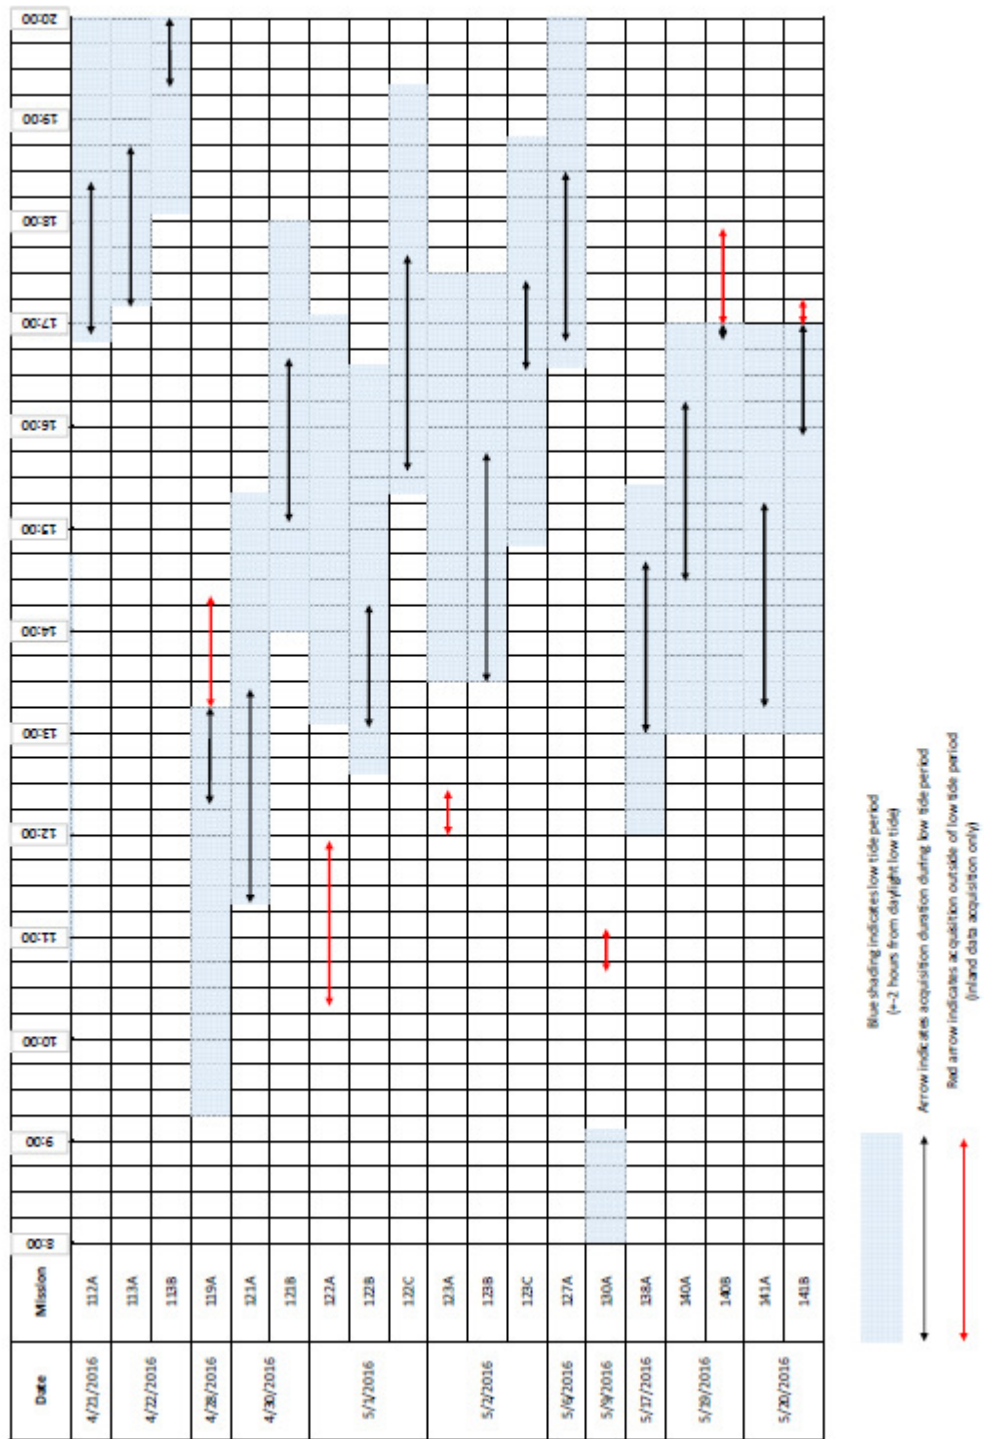 Date
Mission
8:00
9:00
10:00
11:00
12:00
13:00
14:00
15:00
16:00
17:00
18:00
19:00
20:00
4/21/2016
112A
4/22/2016
113A
113B
4/28/2016
119A
4/30/2016
121A
121B
5/1/2016
122A
122B
122C
5/2/2016
123A
123B
123C
5/6/2016
127A
5/9/2016
130A
5/17/2016
138A
5/19/2016
140A
140B
5/20/2016
141A
141B
Blue shading indicates low tide period
(+-2 hours from daylight low tide)
Arrow indicates acquisition duration during low tide period
Red arrow indicates acquisition outside of low tide period
(inland data acquisition only)